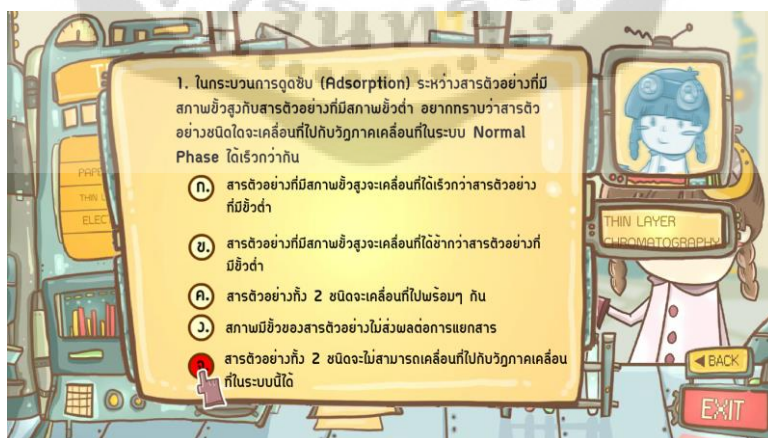 1. ในกระบวนการดูดซับ (Adsorption) ระหว่างสารตัวอย่างที่มี
สภาพขั้วสูงกับสารตัวอย่างที่มีสภาพขั้วต่ำ อยากทราบว่าสารตัว
อย่างชนิดใดจะเคลื่อนที่ไปกับวัฏภาคเคลื่อนที่ในระบบ Normal
Phase ได้เร็วกว่ากัน
ก. สารตัวอย่างที่มีสภาพขั้วสูงจะเคลื่อนที่ได้เร็วกว่าสารตัวอย่าง
ที่มีขั้วต่ำ
ข. สารตัวอย่างที่มีสภาพขั้วสูงจะเคลื่อนที่ได้ช้ากว่าสารตัวอย่างที่
มีขั้วต่ำ
ค. สารตัวอย่างทั้ง 2 ชนิดจะเคลื่อนที่ไปพร้อมๆ กัน
ง. สภาพมีขั้วของสารตัวอย่างไม่ส่งผลต่อการแยกสาร
สารตัวอย่างทั้ง 2 ชนิดจะไม่สามารถเคลื่อนที่ไปกับวัฏภาคเคลื่อน
ที่ในระบบนี้ได้
THIN LAYER
CHROMATOGRAPHY
BACK
EXIT